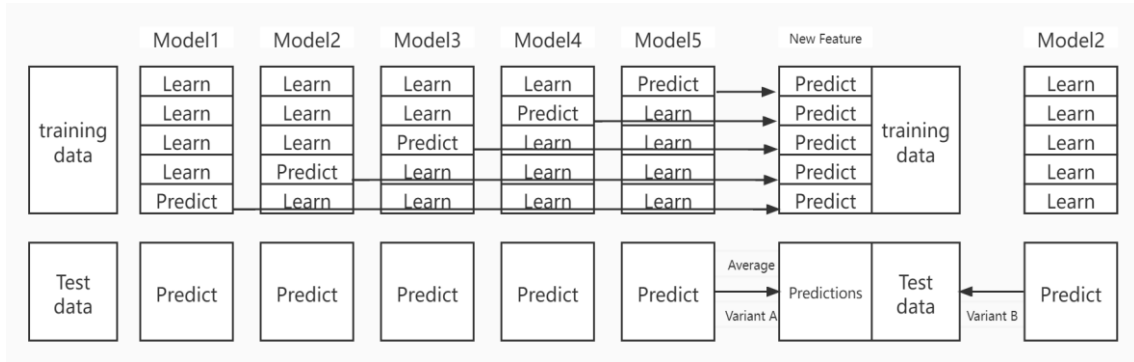 Model1 Model2 Model3 Model4 Model5 New Feature Model2
Learn Learn Learn Learn Predict Predict Learn
Learn Learn Learn Predict Learn Predict Learn
training data Learn Learn Predict Learn Learn Predict training data Learn
Learn Predict Learn Learn Learn Predict Learn
Predict Learn Learn Learn Learn Predict Learn
Average
Test data Predict Predict Predict Predict Predict Predictions Test data Predict
Variant A Variant B